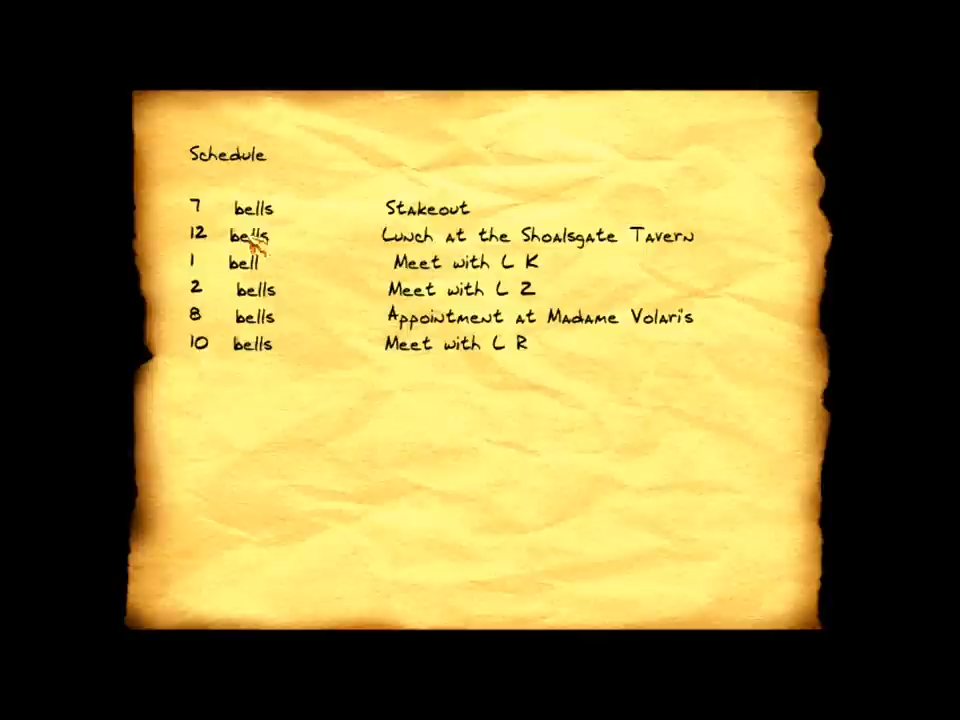 Schedule
7 bells Stakeout
12 bells Lunch at the Shoalsgate Tavern
1 bell Meet with L K
2 bells Meet with L Z
8 bells Appointment at Madame Volari's
10 bells Meet with L R